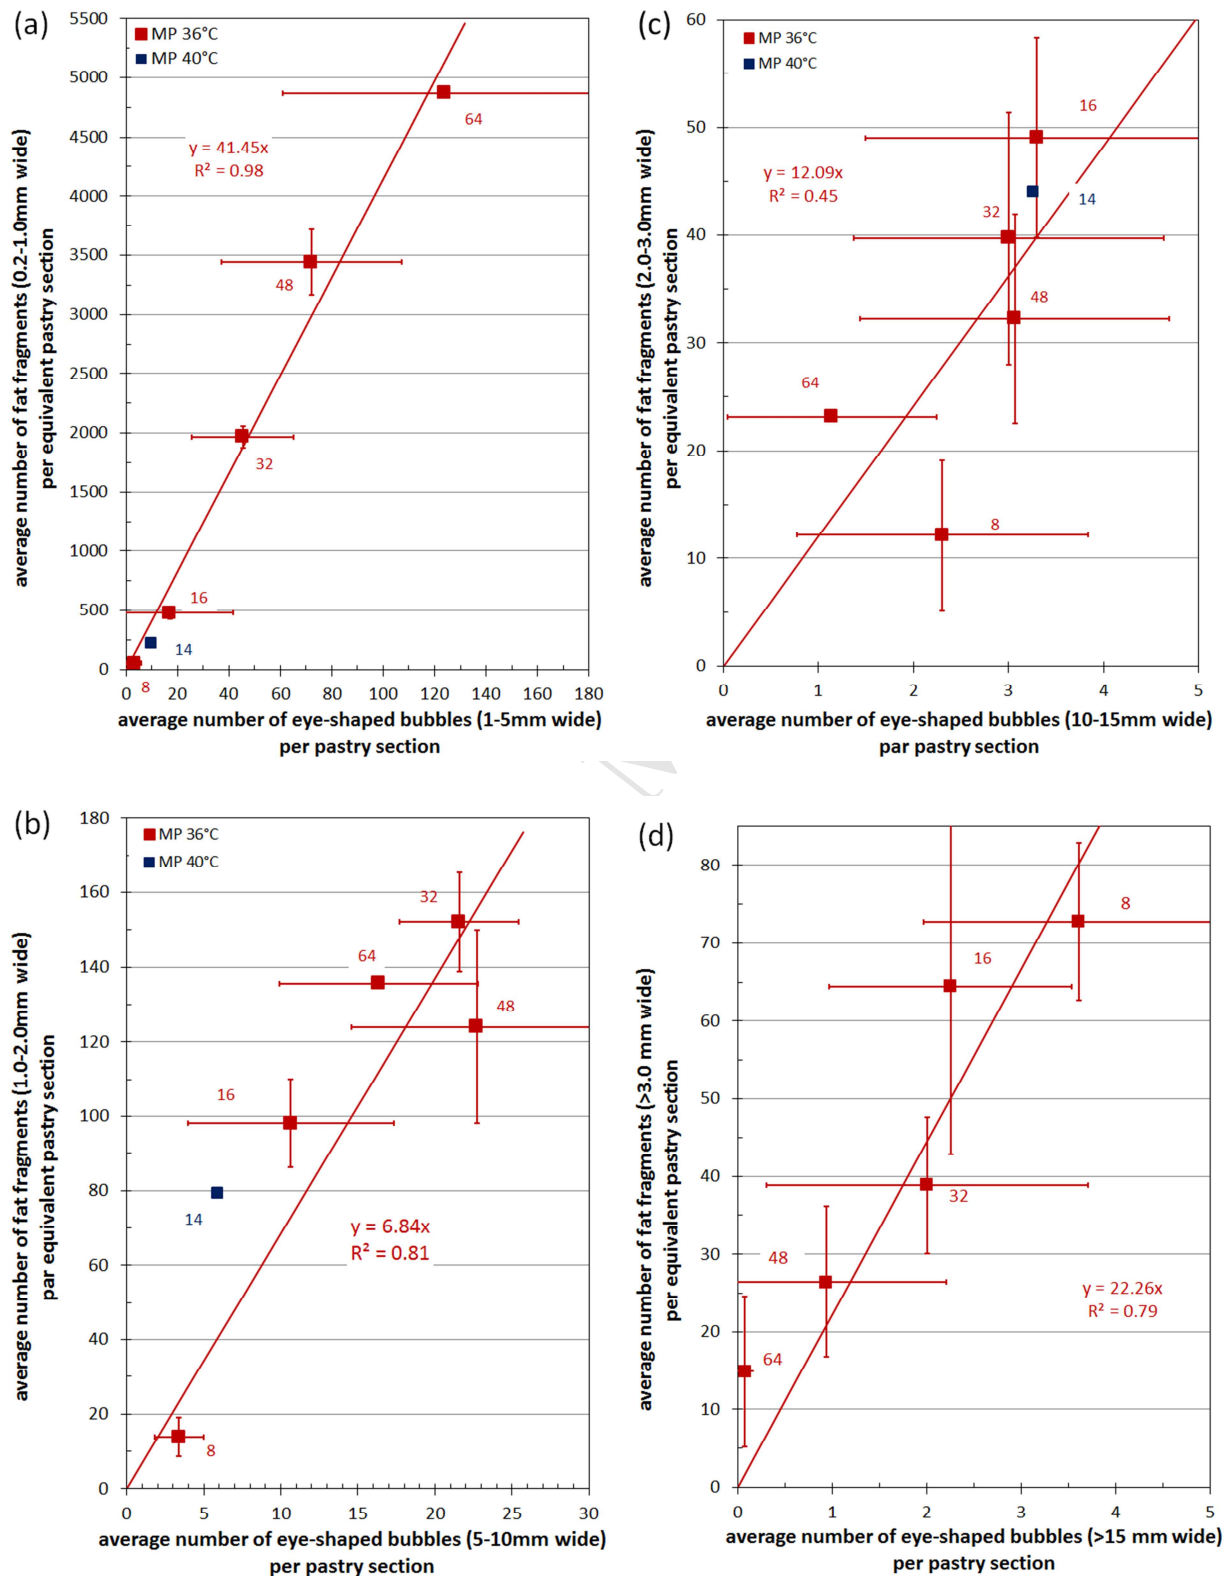 (a)
MP 36°C
MP 40°C
5500
5000
4500
4000
3500
3000
2500
2000
1500
1000
500
0
average number of fat fragments (0.2-1.0mm wide)
per equivalent pastry section
y = 41.45x
R² = 0.98
64
48
32
16
14
8
0 20 40 60 80 100 120 140 160 180
average number of eye-shaped bubbles (1-5mm wide)
per pastry section
(c)
MP 36°C
MP 40°C
60
50
40
30
20
10
0
average number of fat fragments (2.0-3.0mm wide)
per equivalent pastry section
y = 12.09x
R² = 0.45
16
14
32
48
64
8
0 1 2 3 4 5
average number of eye-shaped bubbles (10-15mm wide)
par pastry section
(b)
MP 36°C
MP 40°C
180
160
140
120
100
80
60
40
20
0
average number of fat fragments (1.0-2.0mm wide)
par equivalent pastry section
32
64
48
16
14
y = 6.84x
R² = 0.81
8
0 5 10 15 20 25 30
average number of eye-shaped bubbles (5-10mm wide)
per pastry section
(d)
80
70
60
50
40
30
20
10
0
average number of fat fragments (>3.0 mm wide)
per equivalent pastry section
8
16
32
48
y = 22.26x
R² = 0.79
64
0 1 2 3 4 5
average number of eye-shaped bubbles (>15 mm wide)
per pastry section